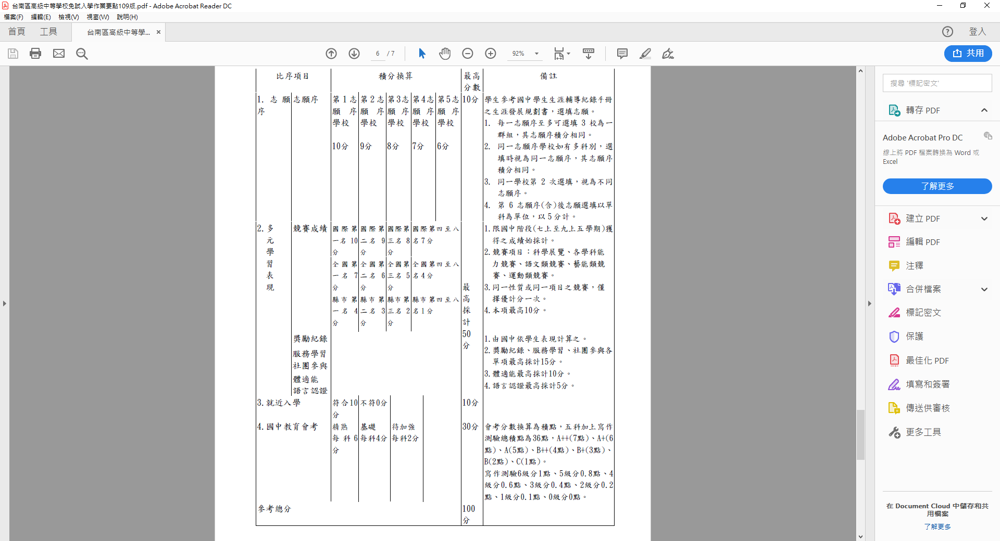 台南區高級中等學校免試入學作業要點109版.pdf - Adobe Acrobat Reader DC
檔案(F) 編輯(E) 檢視(V) 視窗(W) 說明(H)
首頁 工具 台南區高級中等學... × 登入
6 / 7 92% 共用
比序項目 積分換算 最高分數 備註
1. 志願序 志願序
第1志願序學校 10分
第2志願序學校 9分
第3志願序學校 8分
第4志願序學校 7分
第5志願序學校 6分
10分
學生參考國中學生生涯輔導紀錄手冊
之生涯發展規劃書，選填志願。
1. 每一志願序至多可選填 3 校為一
群組，其志願序積分相同。
2. 同一志願序學校如有多科別，選
填時視為同一志願序，其志願序
積分相同。
3. 同一學校第 2 次選填，視為不同
志願序。
4. 第 6 志願序(含)後志願選填以單
科為單位，以5分計。
2.多元學習表現
競賽成績
國際第一名 10分
國際第二名 9分
國際第三名 8分
國際第四至八名7分
全國第一名 7分
全國第二名 6分
全國第三名 5分
全國第四至八名4分
縣市第一名 4分
縣市第二名 3分
縣市第三名 2分
縣市第四至八名1分
最高採計50分
1.限國中階段(七上至九上五學期)獲
得之成績始採計。
2.競賽項目：科學展覽、各學科能
力競賽、語文類競賽、藝能類競
賽、運動類競賽。
3.同一性質或同一項目之競賽，僅
擇優計分一次。
4.本項最高10分。
獎勵紀錄
服務學習
社團參與
體適能
語言認證
1.由國中依學生表現計算之。
2.獎勵紀錄、服務學習、社團參與各
單項最高採計15分。
3.體適能最高採計10分。
4.語言認證最高採計5分。
3.就近入學 符合10分 不符0分 10分
4.國中教育會考
精熟 每科6分
基礎 每科4分
待加強 每科2分
30分
會考分數換算為積點，五科加上寫作
測驗總積點為36點，A++(7點)、A+(6
點)、A(5點)、B++(4點)、B+(3點)、
B(2點)、C(1點)。
寫作測驗6級分1點、5級分0.8點、4
級分0.6點、3級分0.4點、2級分0.2
點、1級分0.1點、0級分0點。
參考總分 100分
搜尋 '標記密文'
轉存 PDF
Adobe Acrobat Pro DC
線上將 PDF 檔案轉換為 Word 或
Excel
了解更多
建立 PDF
編輯 PDF
注釋
合併檔案
標記密文
保護
最佳化 PDF
填寫和簽署
傳送供審核
更多工具
在 Document Cloud 中儲存和共
用檔案
了解更多